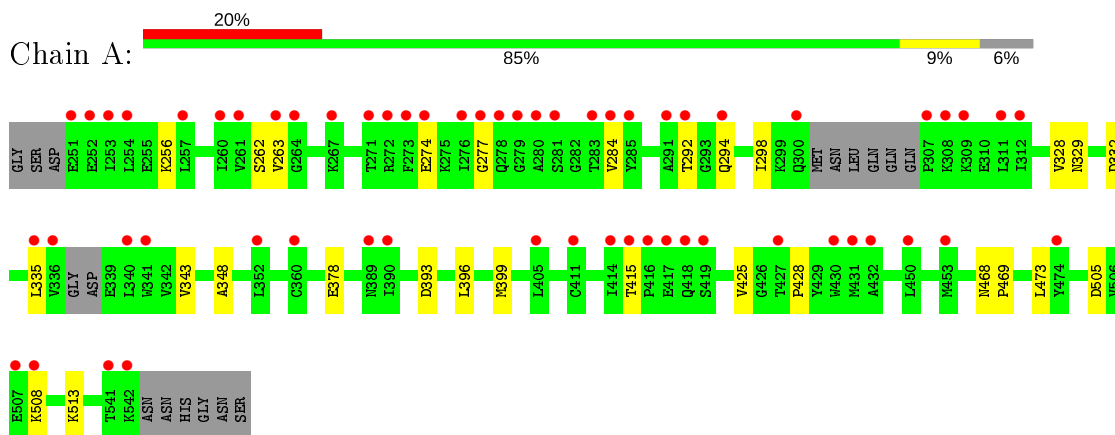 20%
Chain A:
85% 9% 6%
GLY SER ASP E251 E252 I253 L254 E255 K256 L257 I260 V261 S262 V263 G264 K267 T271 R272 F273 E274 K275 I276 G277 Q278 G279 A280 S281 G282 T283 V284 Y285 A291 T292 G293 Q294 I298 K299 Q300 MET ASN LEU GLN GLN GLN P307 K308 K309 E310 L311 I312 V328 N329 D332
L335 V336 GLY ASP E339 L340 W341 V342 V343 A348 L352 C360 E378 N389 I390 D393 L396 M399 L405 C411 I414 T415 P416 E417 Q418 S419 V425 G426 T427 P428 Y429 W430 M431 A432 L450 M453 N468 P469 L473 Y474 D505 V506
E507 K508 K513 T541 K542 ASN ASN HIS GLY ASN SER